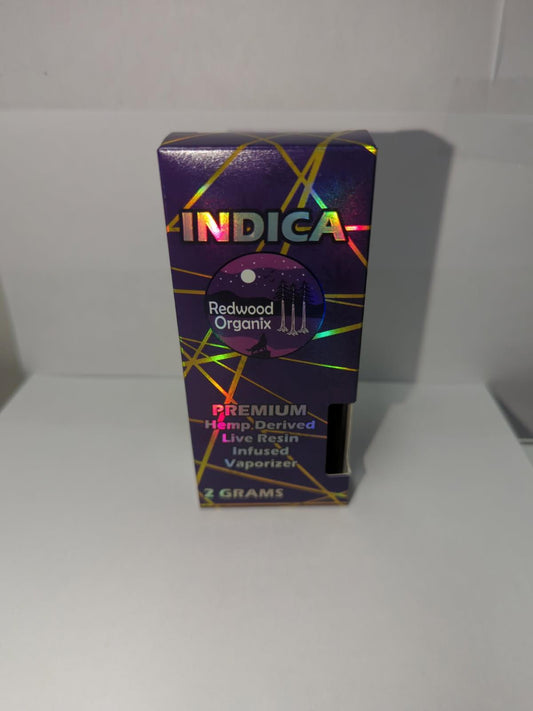 INDICA
Redwood
Organix
PREMIUM
Hemp Derived
Live Resin
Infused
Vaporizer
2 GRAMS